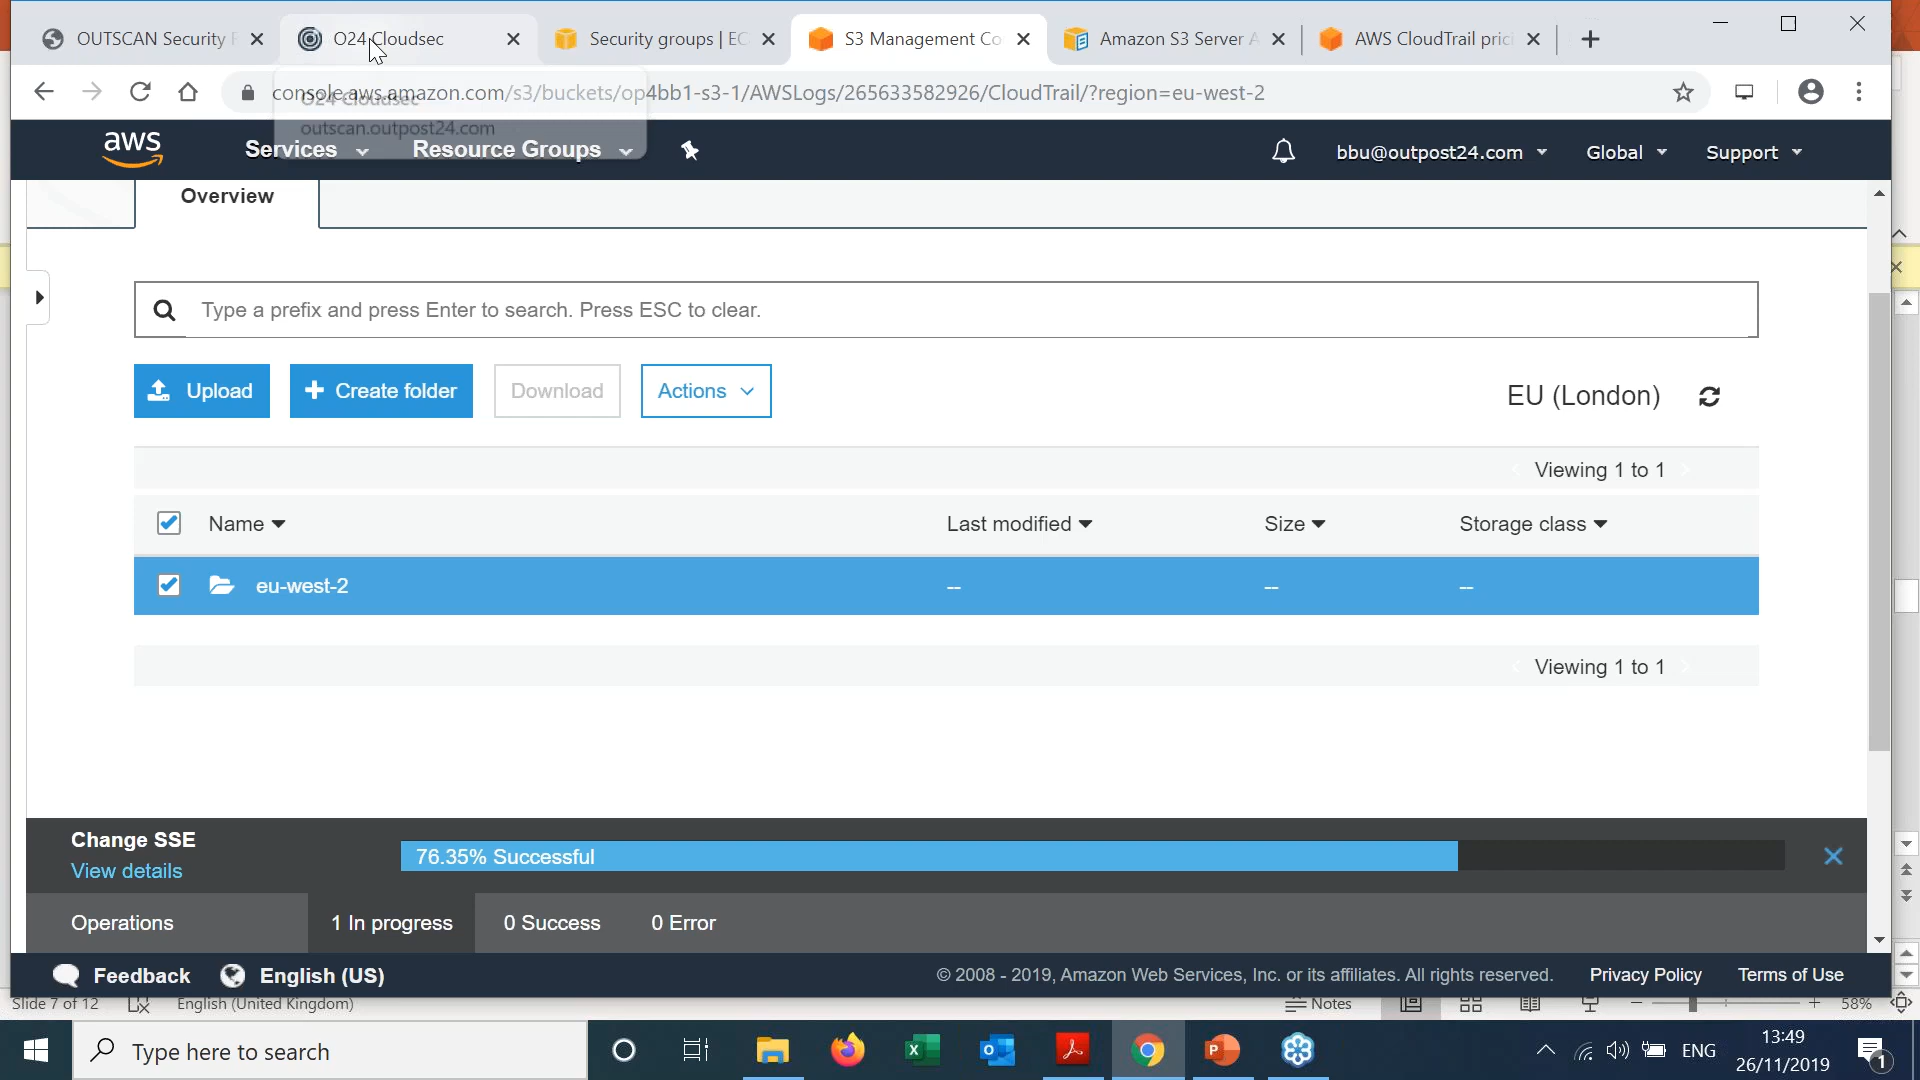 OUTSCAN Security
O24 Cloudsec
Security groups | EC
S3 Management Co
Amazon S3 Server A
AWS CloudTrail prici
console.aws.amazon.com/s3/buckets/op4bb1-s3-1/AWSLogs/265633582926/CloudTrail/?region=eu-west-2
O24 Cloudsec
outscan.outpost24.com
aws
Services
Resource Groups
bbu@outpost24.com
Global
Support
Overview
Type a prefix and press Enter to search. Press ESC to clear.
Upload
Create folder
Download
Actions
EU (London)
Viewing 1 to 1
Name
Last modified
Size
Storage class
eu-west-2
--
--
--
Viewing 1 to 1
Change SSE
View details
76.35% Successful
Operations
1 In progress
0 Success
0 Error
Feedback
English (US)
© 2008 - 2019, Amazon Web Services, Inc. or its affiliates. All rights reserved.
Privacy Policy
Terms of Use
Slide 7 of 12
English (United Kingdom)
Notes
58%
Type here to search
ENG
13:49
26/11/2019
1